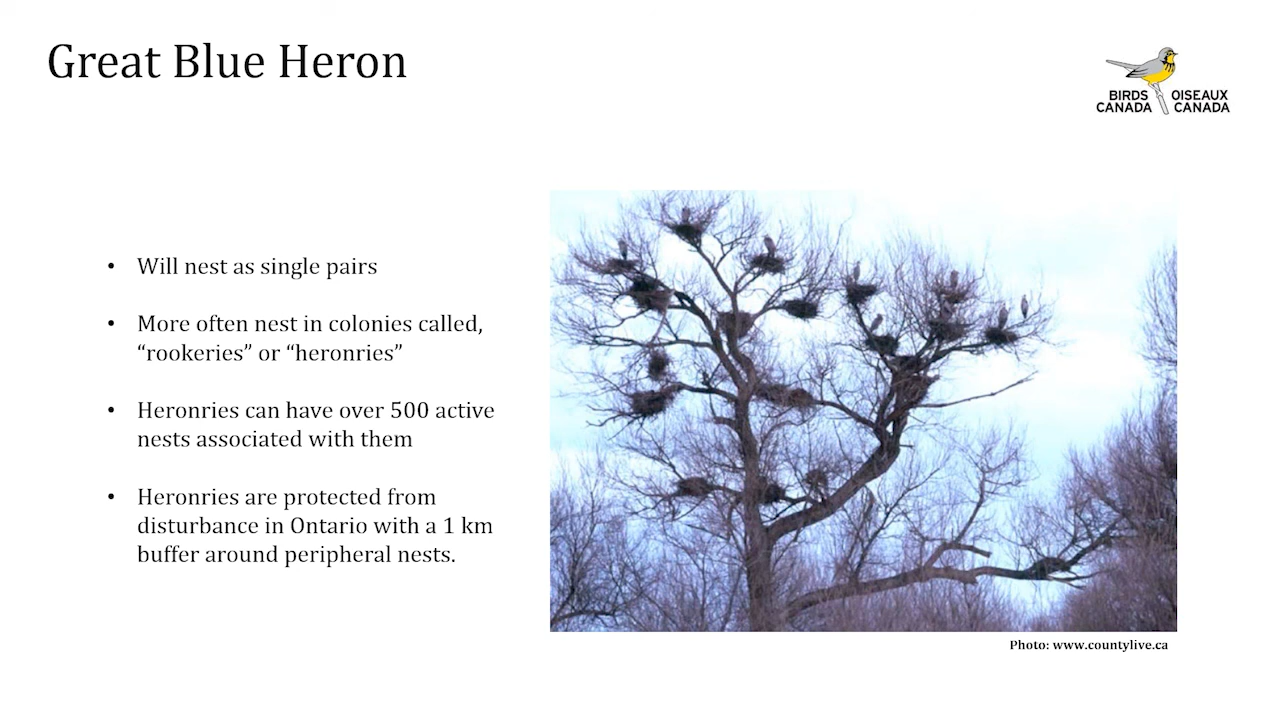 Great Blue Heron
BIRDS CANADA
OISEAUX CANADA
• Will nest as single pairs
• More often nest in colonies called,
“rookeries” or “heronries”
• Heronries can have over 500 active
nests associated with them
• Heronries are protected from
disturbance in Ontario with a 1 km
buffer around peripheral nests.
Photo: www.countylive.ca